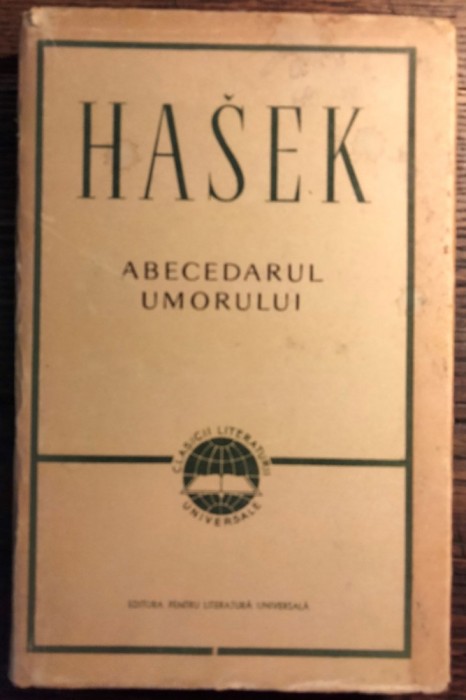 HAŠEK
ABECEDARUL
UMORULUI
CLASICII LITERATURII
UNIVERSALE
EDITURA PENTRU LITERATURĂ UNIVERSALĂ